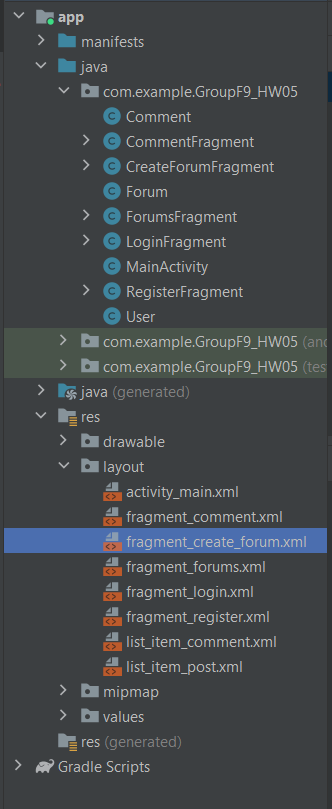 app
manifests
java
com.example.GroupF9_HW05
Comment
CommentFragment
CreateForumFragment
Forum
ForumsFragment
LoginFragment
MainActivity
RegisterFragment
User
com.example.GroupF9_HW05 (and
com.example.GroupF9_HW05 (tes
java (generated)
res
drawable
layout
activity_main.xml
fragment_comment.xml
fragment_create_forum.xml
fragment_forums.xml
fragment_login.xml
fragment_register.xml
list_item_comment.xml
list_item_post.xml
mipmap
values
res (generated)
Gradle Scripts